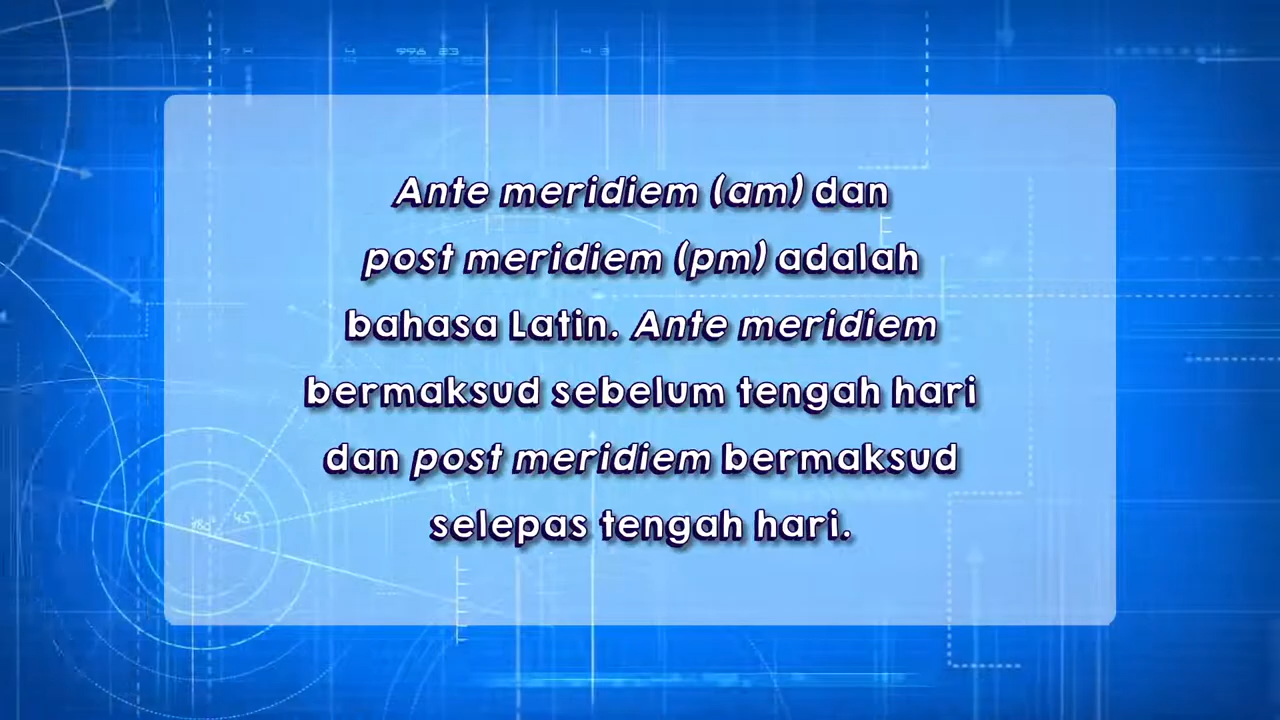 Ante meridiem (am) dan
post meridiem (pm) adalah
bahasa Latin. Ante meridiem
bermaksud sebelum tengah hari
dan post meridiem bermaksud
selepas tengah hari.